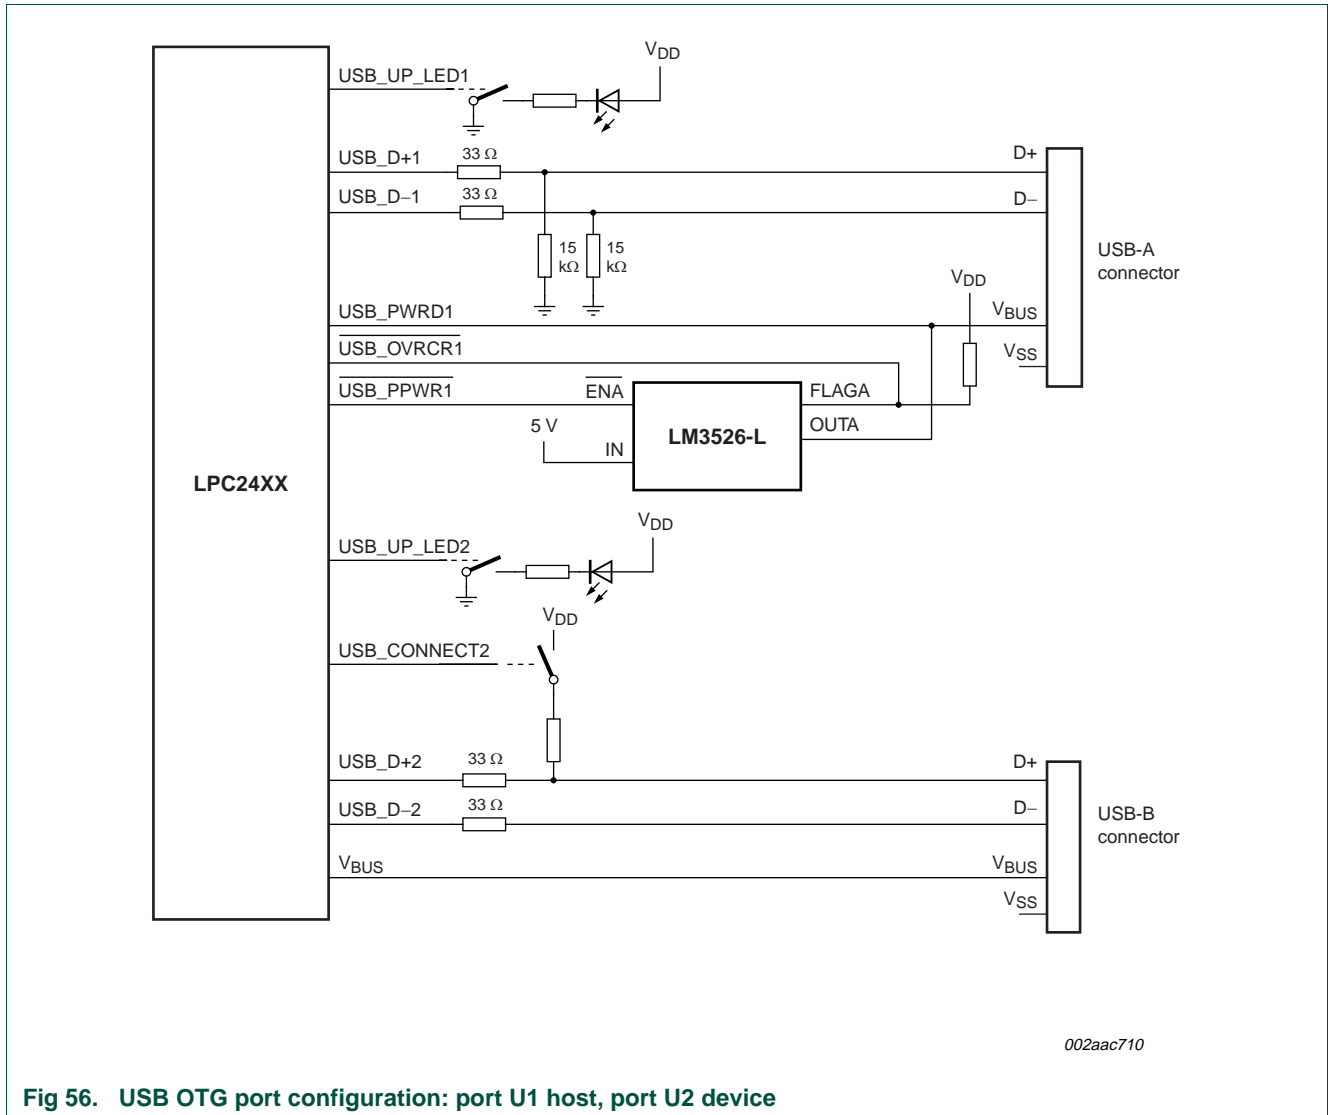 VDD
USB_UP_LED1
USB_D+1
33 Ω
D+
USB_D–1
33 Ω
D–
15
kΩ
15
kΩ
USB-A
connector
VDD
USB_PWRD1
VBUS
USB_OVRCR1
VSS
USB_PPWR1
ENA
FLAGA
5 V
IN
LM3526-L
OUTA
LPC24XX
VDD
USB_UP_LED2
VDD
USB_CONNECT2
USB_D+2
33 Ω
D+
USB_D–2
33 Ω
D–
USB-B
connector
VBUS
VBUS
VSS
002aac710
Fig 56. USB OTG port configuration: port U1 host, port U2 device